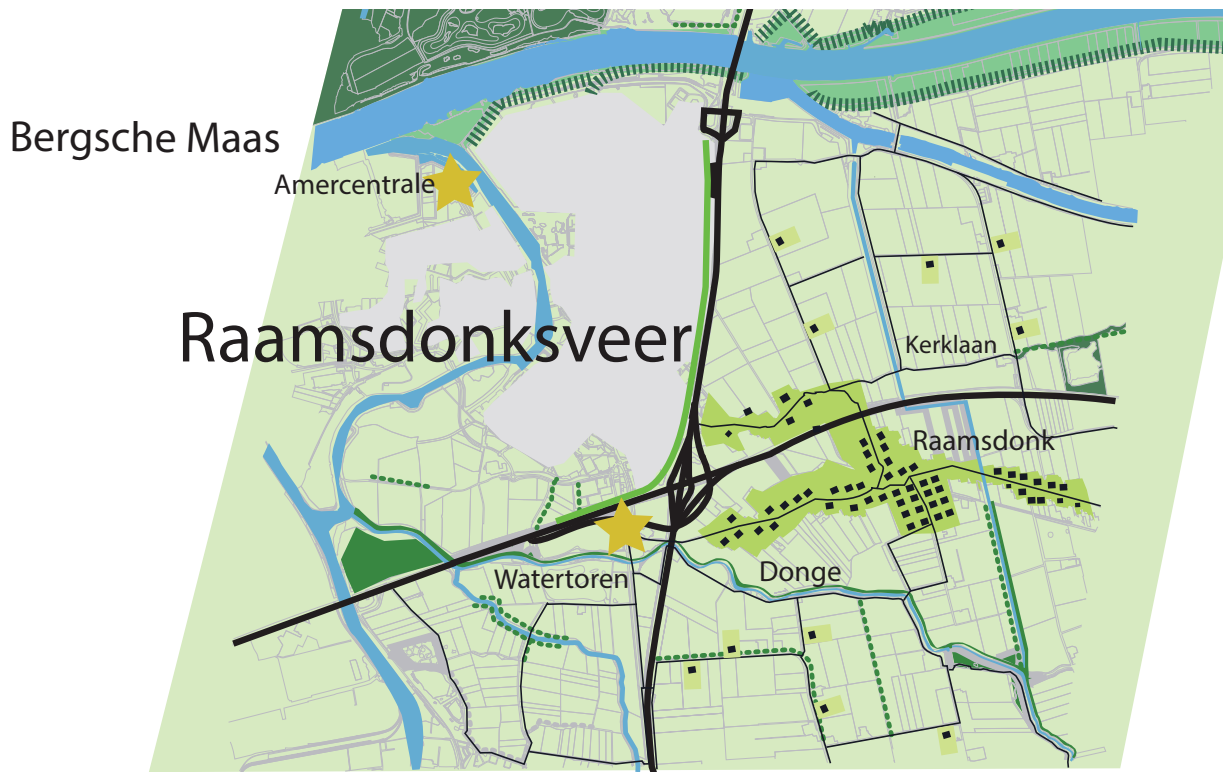 Bergsche Maas
Amercentrale
Raamsdonksveer
Kerklaan
Raamsdonk
Watertoren
Donge